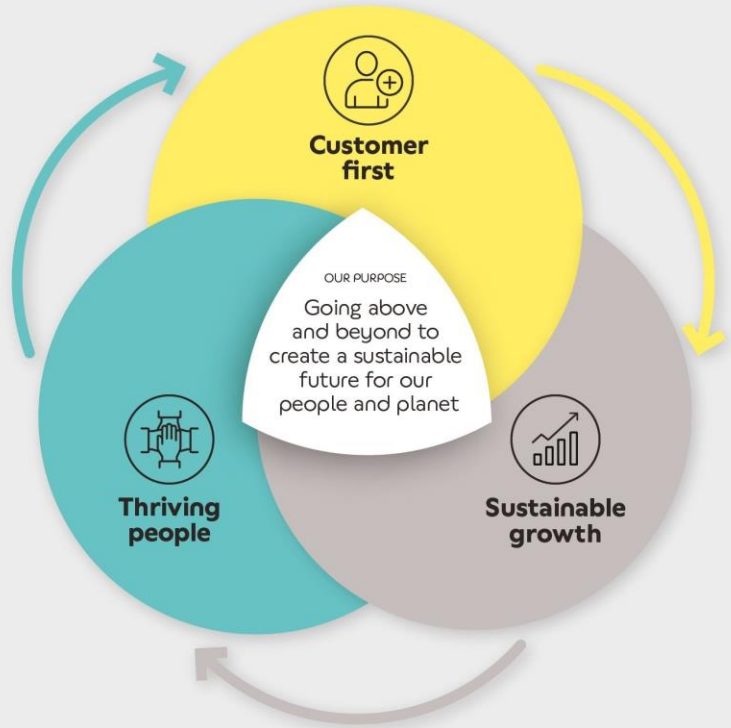 Customer
first
OUR PURPOSE
Going above
and beyond to
create a sustainable
future for our
people and planet
Thriving
people
Sustainable
growth